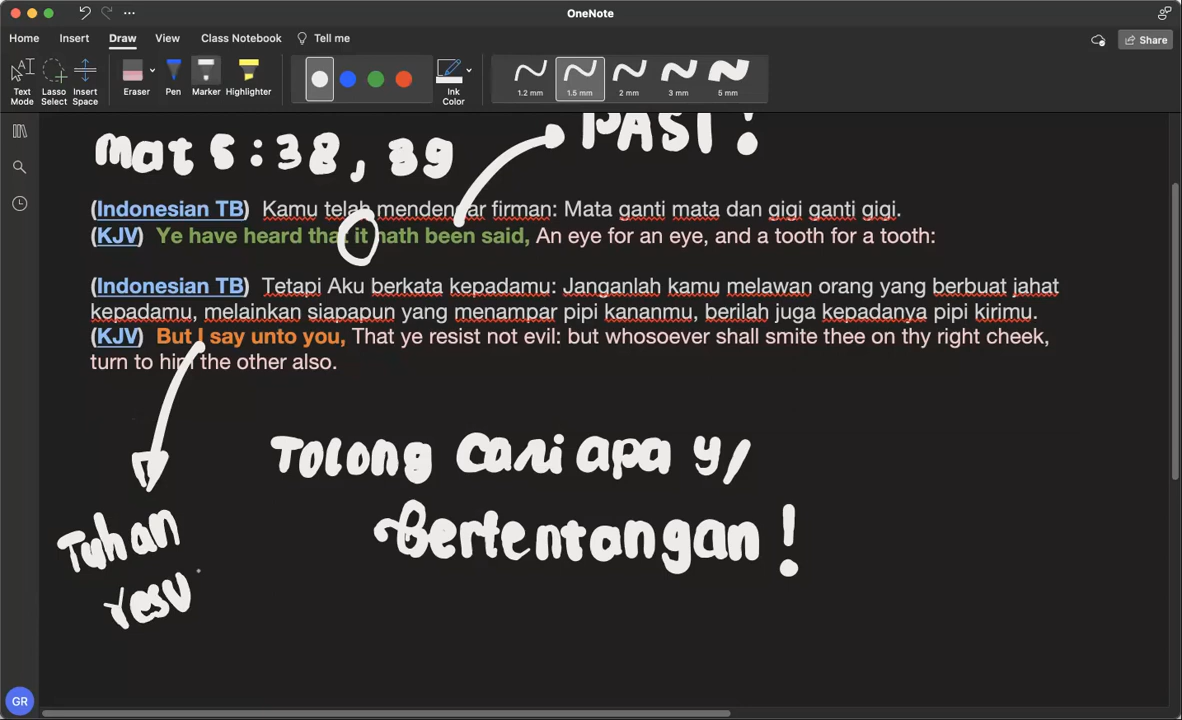 OneNote
Home Insert Draw View Class Notebook Tell me
Share
Text Mode
Lasso Select
Insert Space
Eraser
Pen
Marker
Highlighter
Ink Color
1.2 mm
1.5 mm
2 mm
3 mm
5 mm
PAST !
mat 5 : 38 , 39
(Indonesian TB) Kamu telah mendengar firman: Mata ganti mata dan gigi ganti gigi.
(KJV) Ye have heard that it hath been said, An eye for an eye, and a tooth for a tooth:
(Indonesian TB) Tetapi Aku berkata kepadamu: Janganlah kamu melawan orang yang berbuat jahat
kepadamu, melainkan siapapun yang menampar pipi kananmu, berilah juga kepadanya pipi kirimu.
(KJV) But I say unto you, That ye resist not evil: but whosoever shall smite thee on thy right cheek,
turn to him the other also.
Tolong cari apa y/
Bertentangan !
Tuhan
Yesu
GR